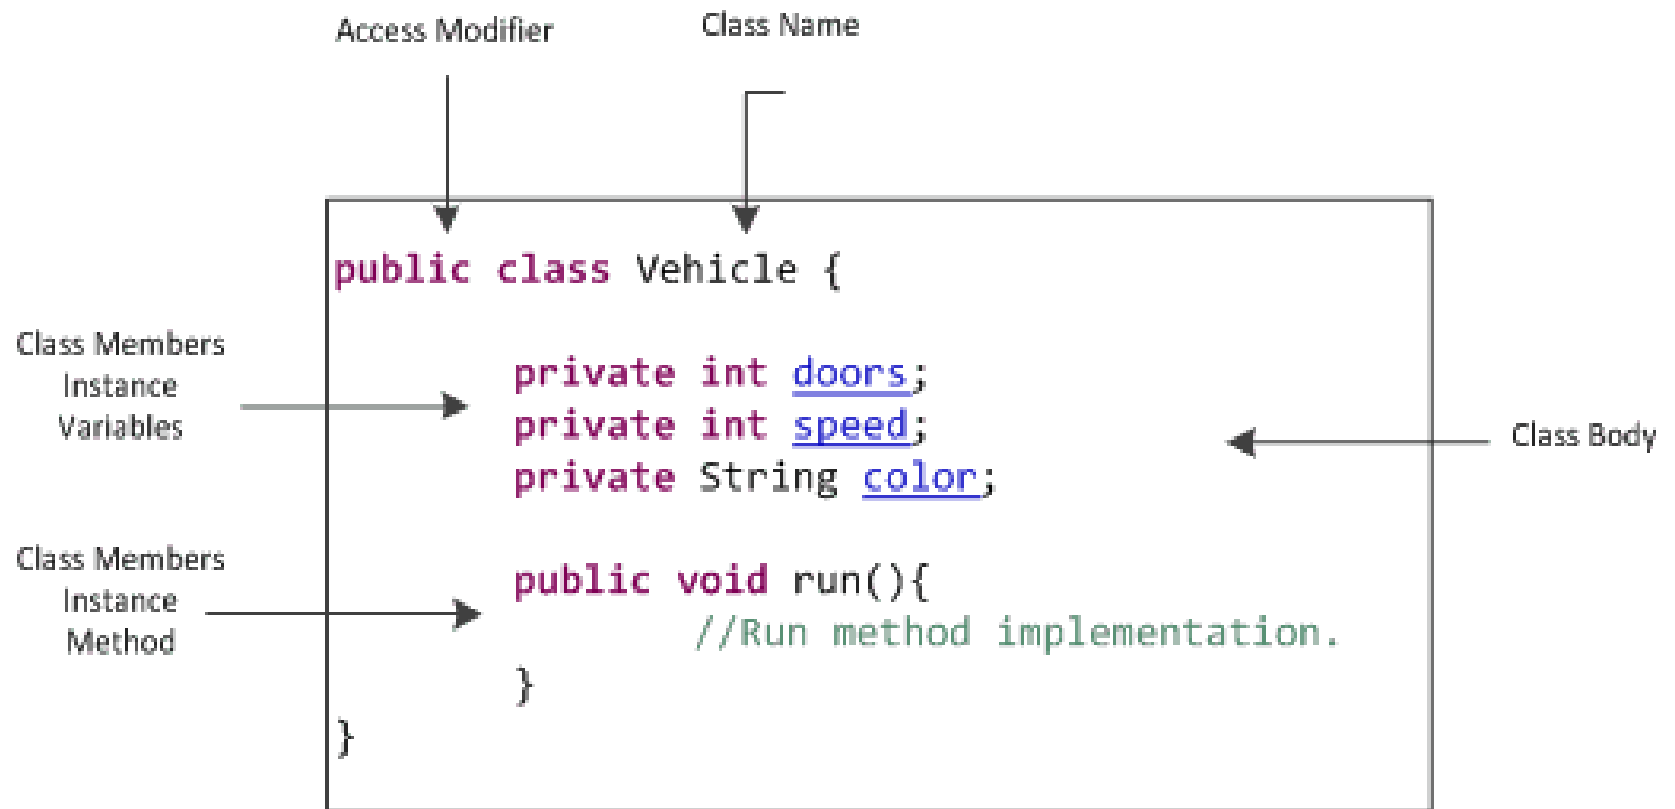 Access Modifier
Class Name
public class Vehicle {
Class Members
Instance
Variables
private int doors;
private int speed;
private String color;
Class Body
Class Members
Instance
Method
public void run(){
//Run method implementation.
}
}